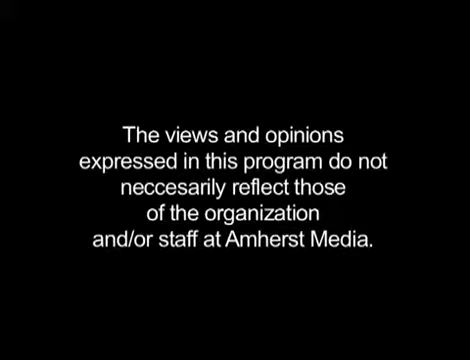 The views and opinions
expressed in this program do not
neccesarily reflect those
of the organization
and/or staff at Amherst Media.